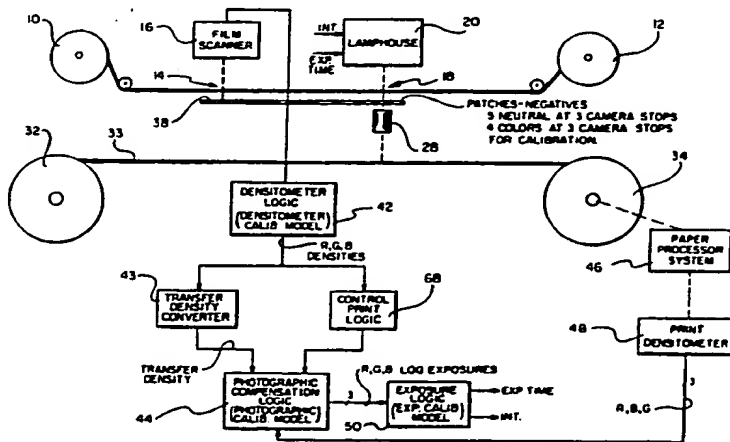 10
16
FILM
SCANNER
14
INT.
EXP.
TIME
LAMPHOUSE
20
18
12
38
PATCHES-NEGATIVES
3 NEUTRAL AT 3 CAMERA STOPS
4 COLORS AT 3 CAMERA STOPS
FOR CALIBRATION
28
32
33
34
DENSITOMETER
LOGIC
(DENSITOMETER)
CALIB MODEL
42
R,G,B
DENSITIES
43
TRANSFER
DENSITY
CONVERTER
CONTROL
PRINT
LOGIC
68
PAPER
PROCESSOR
SYSTEM
46
PRINT
DENSITOMETER
48
TRANSFER
DENSITY
PHOTOGRAPHIC
COMPENSATION
LOGIC
(PHOTOGRAPHIC)
CALIB. MODEL
44
3
R,G,B LOG EXPOSURES
EXPOSURE
LOGIC
(EXP. CALIB)
MODEL
50
EXP TIME
INT.
3
R,B,G